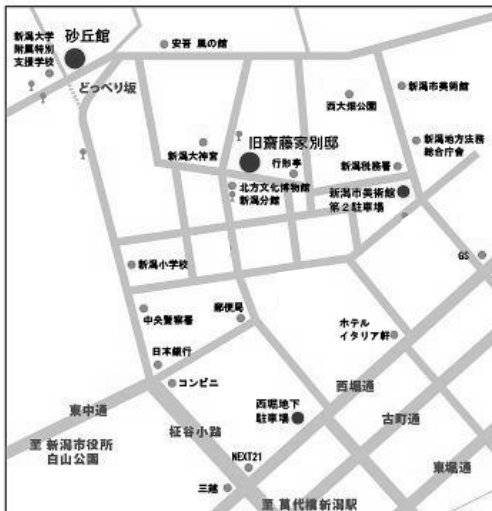 砂丘館
新潟大学
附属特別
支援学校
どっぺり坂
安吾 風の館
西大畑公園
新潟市美術館
新潟大神宮
旧齋藤家別邸
行形亭
新潟地方法務
総合庁舎
新潟税務署
北方文化博物館
新潟分館
新潟市美術館
第2駐車場
新潟小学校
GS
中央警察署
郵便局
ホテル
イタリア軒
日本銀行
コンビニ
西堀通
東中通
西堀地下
駐車場
古町通
柾谷小路
至 新潟市役所
白山公園
NEXT21
東堀通
三越
至 萬代橋新潟駅